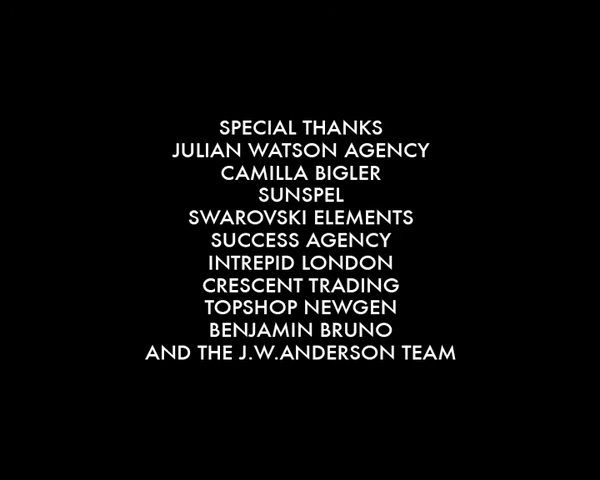 SPECIAL THANKS
JULIAN WATSON AGENCY
CAMILLA BIGLER
SUNSPEL
SWAROVSKI ELEMENTS
SUCCESS AGENCY
INTREPID LONDON
CRESCENT TRADING
TOPSHOP NEWGEN
BENJAMIN BRUNO
AND THE J.W.ANDERSON TEAM